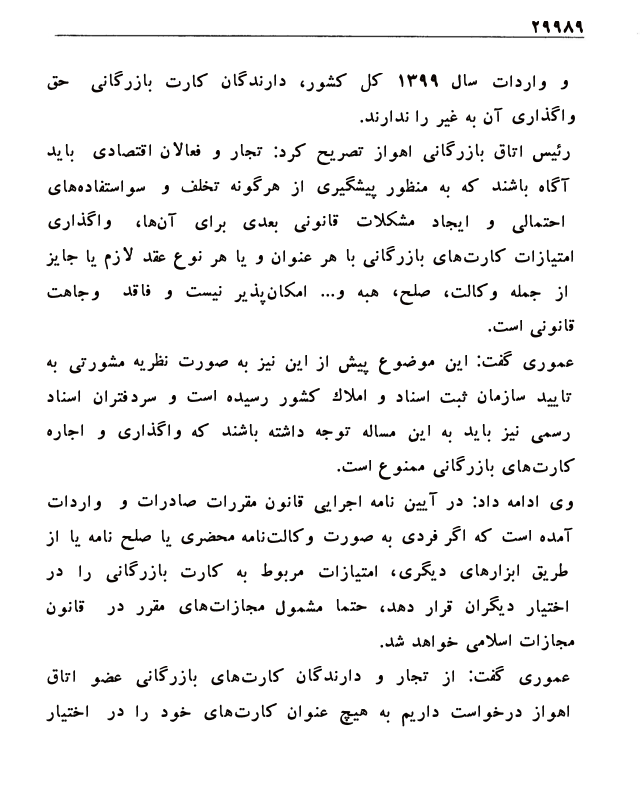 ۲۹۹۸۹
و واردات سال ۱۳۹۹ کل کشور، دارندگان کارت بازرگانی حق
واگذاری آن به غیر را ندارند.
رئیس اتاق بازرگانی اهواز تصریح کرد: تجار و فعالان اقتصادی باید
آگاه باشند که به منظور پیشگیری از هرگونه تخلف و سواستفاده‌های
احتمالی و ایجاد مشکلات قانونی بعدی برای آن‌ها، واگذاری
امتیازات کارت‌های بازرگانی با هر عنوان و یا هر نوع عقد لازم یا جایز
از جمله وکالت، صلح، هبه و... امکان‌پذیر نیست و فاقد وجاهت
قانونی است.
عموری گفت: این موضوع پیش از این نیز به صورت نظریه مشورتی به
تایید سازمان ثبت اسناد و املاك کشور رسیده است و سردفتران اسناد
رسمی نیز باید به این مساله توجه داشته باشند که واگذاری و اجاره
کارت‌های بازرگانی ممنوع است.
وی ادامه داد: در آیین نامه اجرایی قانون مقررات صادرات و واردات
آمده است که اگر فردی به صورت وکالت‌نامه محضری یا صلح نامه یا از
طریق ابزارهای دیگری، امتیازات مربوط به کارت بازرگانی را در
اختیار دیگران قرار دهد، حتما مشمول مجازات‌های مقرر در قانون
مجازات اسلامی خواهد شد.
عموری گفت: از تجار و دارندگان کارت‌های بازرگانی عضو اتاق
اهواز درخواست داریم به هیچ عنوان کارت‌های خود را در اختیار